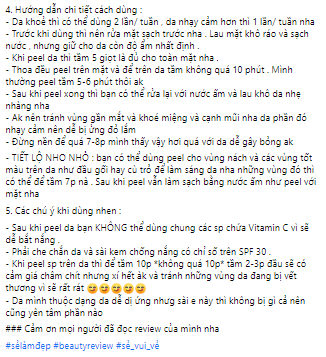 4. Hướng dẫn chi tiết cách dùng :
- Da khoẻ thì có thể dùng 2 lần/ tuần , da nhạy cảm hơn thì 1 lần/ tuần nha
- Trước khi dùng thì nên rửa mặt sạch trước nha . Lau mặt khô ráo và sạch
nước , nhưng giữ cho da còn độ ẩm nhất định .
- Khi peel da thì tầm 5 giọt là đủ cho toàn mặt nha .
- Thoa đều peel trên mặt và để trên da tầm không quá 10 phút . Mình
thường peel tầm 5-6 phút thôi ak
- Sau khi peel xong thì bạn có thể rửa lại với nước ấm và lau khô da nhẹ
nhàng nha
- Ak nên tránh vùng gần mắt và khoé miệng và cạnh mũi nha da phần đó
nhạy cảm nên dễ bị ứng đỏ lắm
- Đừng nên để quá 7-8p mình thấy vậy hơi quá với da dễ gây bỏng ak
- TIẾT LỘ NHO NHỎ : bạn có thể dùng peel cho vùng nách và các vùng tốt
màu trên da như đầu gối hay cù trỏ để làm sáng da nha những vùng đó thì
có thể để tầm 7p nà . Sau khi peel vẫn làm sạch bằng nước ấm như peel với
mặt nha
5. Các chú ý khi dùng nhen :
- Sau khi peel da bạn KHÔNG thể dùng chung các sp chứa Vitamin C vì sẽ
dễ bắt nắng .
- Phải che chắn da và sài kem chống nắng có chỉ số trên SPF 30 .
- Khi peel sp trên da thì để tầm 10p *không quá 10p* tầm 2-3p đầu sẽ có
cảm giá châm chít nhưng xí hết ak và tránh những vùng da đang bị vết
thương vì sẽ rất rát 😏😏😏😏
- Da mình thuộc dạng da dễ dị ứng nhưg sài e này thì không bị gì cả nên
cũng yên tâm phần nào
### Cảm ơn mọi người đã đọc review của mình nha
#sêlàmđẹp #beautyreview #sê_vui_vẻ